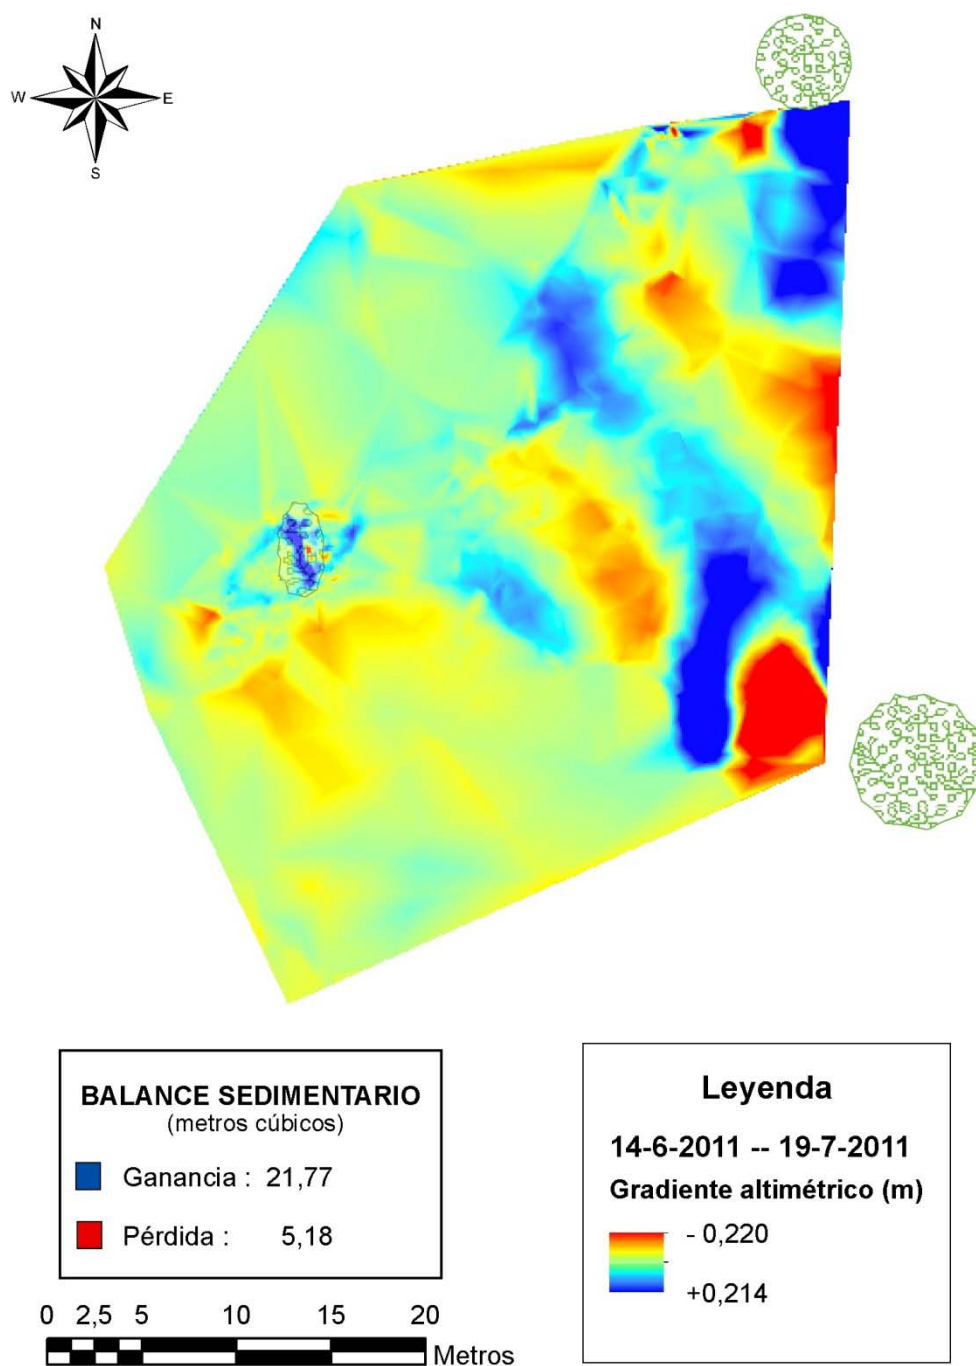 N
W E
S
BALANCE SEDIMENTARIO
(metros cúbicos)
Ganancia : 21,77
Pérdida : 5,18
0 2,5 5 10 15 20
Metros
Leyenda
14-6-2011 -- 19-7-2011
Gradiente altimétrico (m)
- 0,220
+0,214